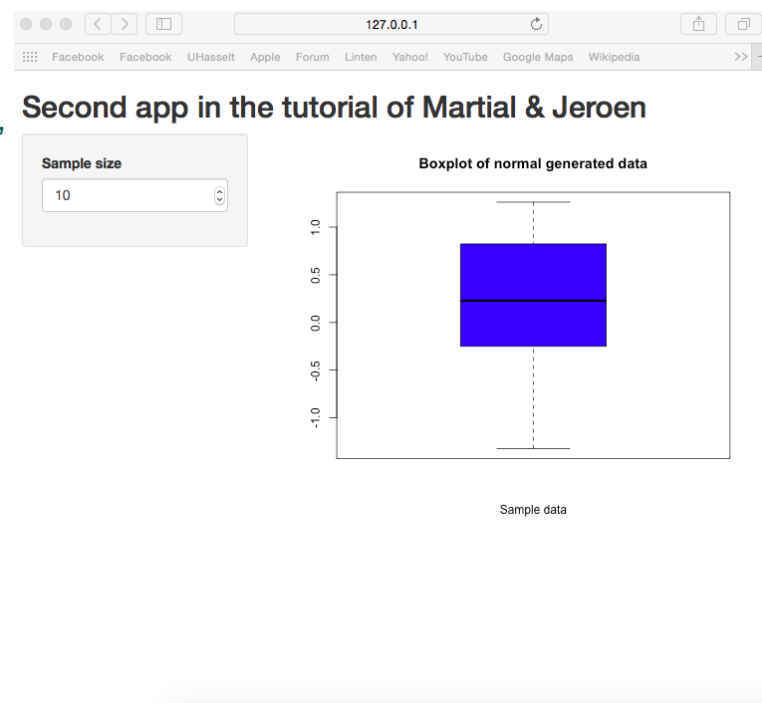 127.0.0.1
Facebook Facebook UHasselt Apple Forum Linten Yahoo! YouTube Google Maps Wikipedia >>
Second app in the tutorial of Martial & Jeroen
Sample size
10
Boxplot of normal generated data
1.0
0.5
0.0
-0.5
-1.0
Sample data